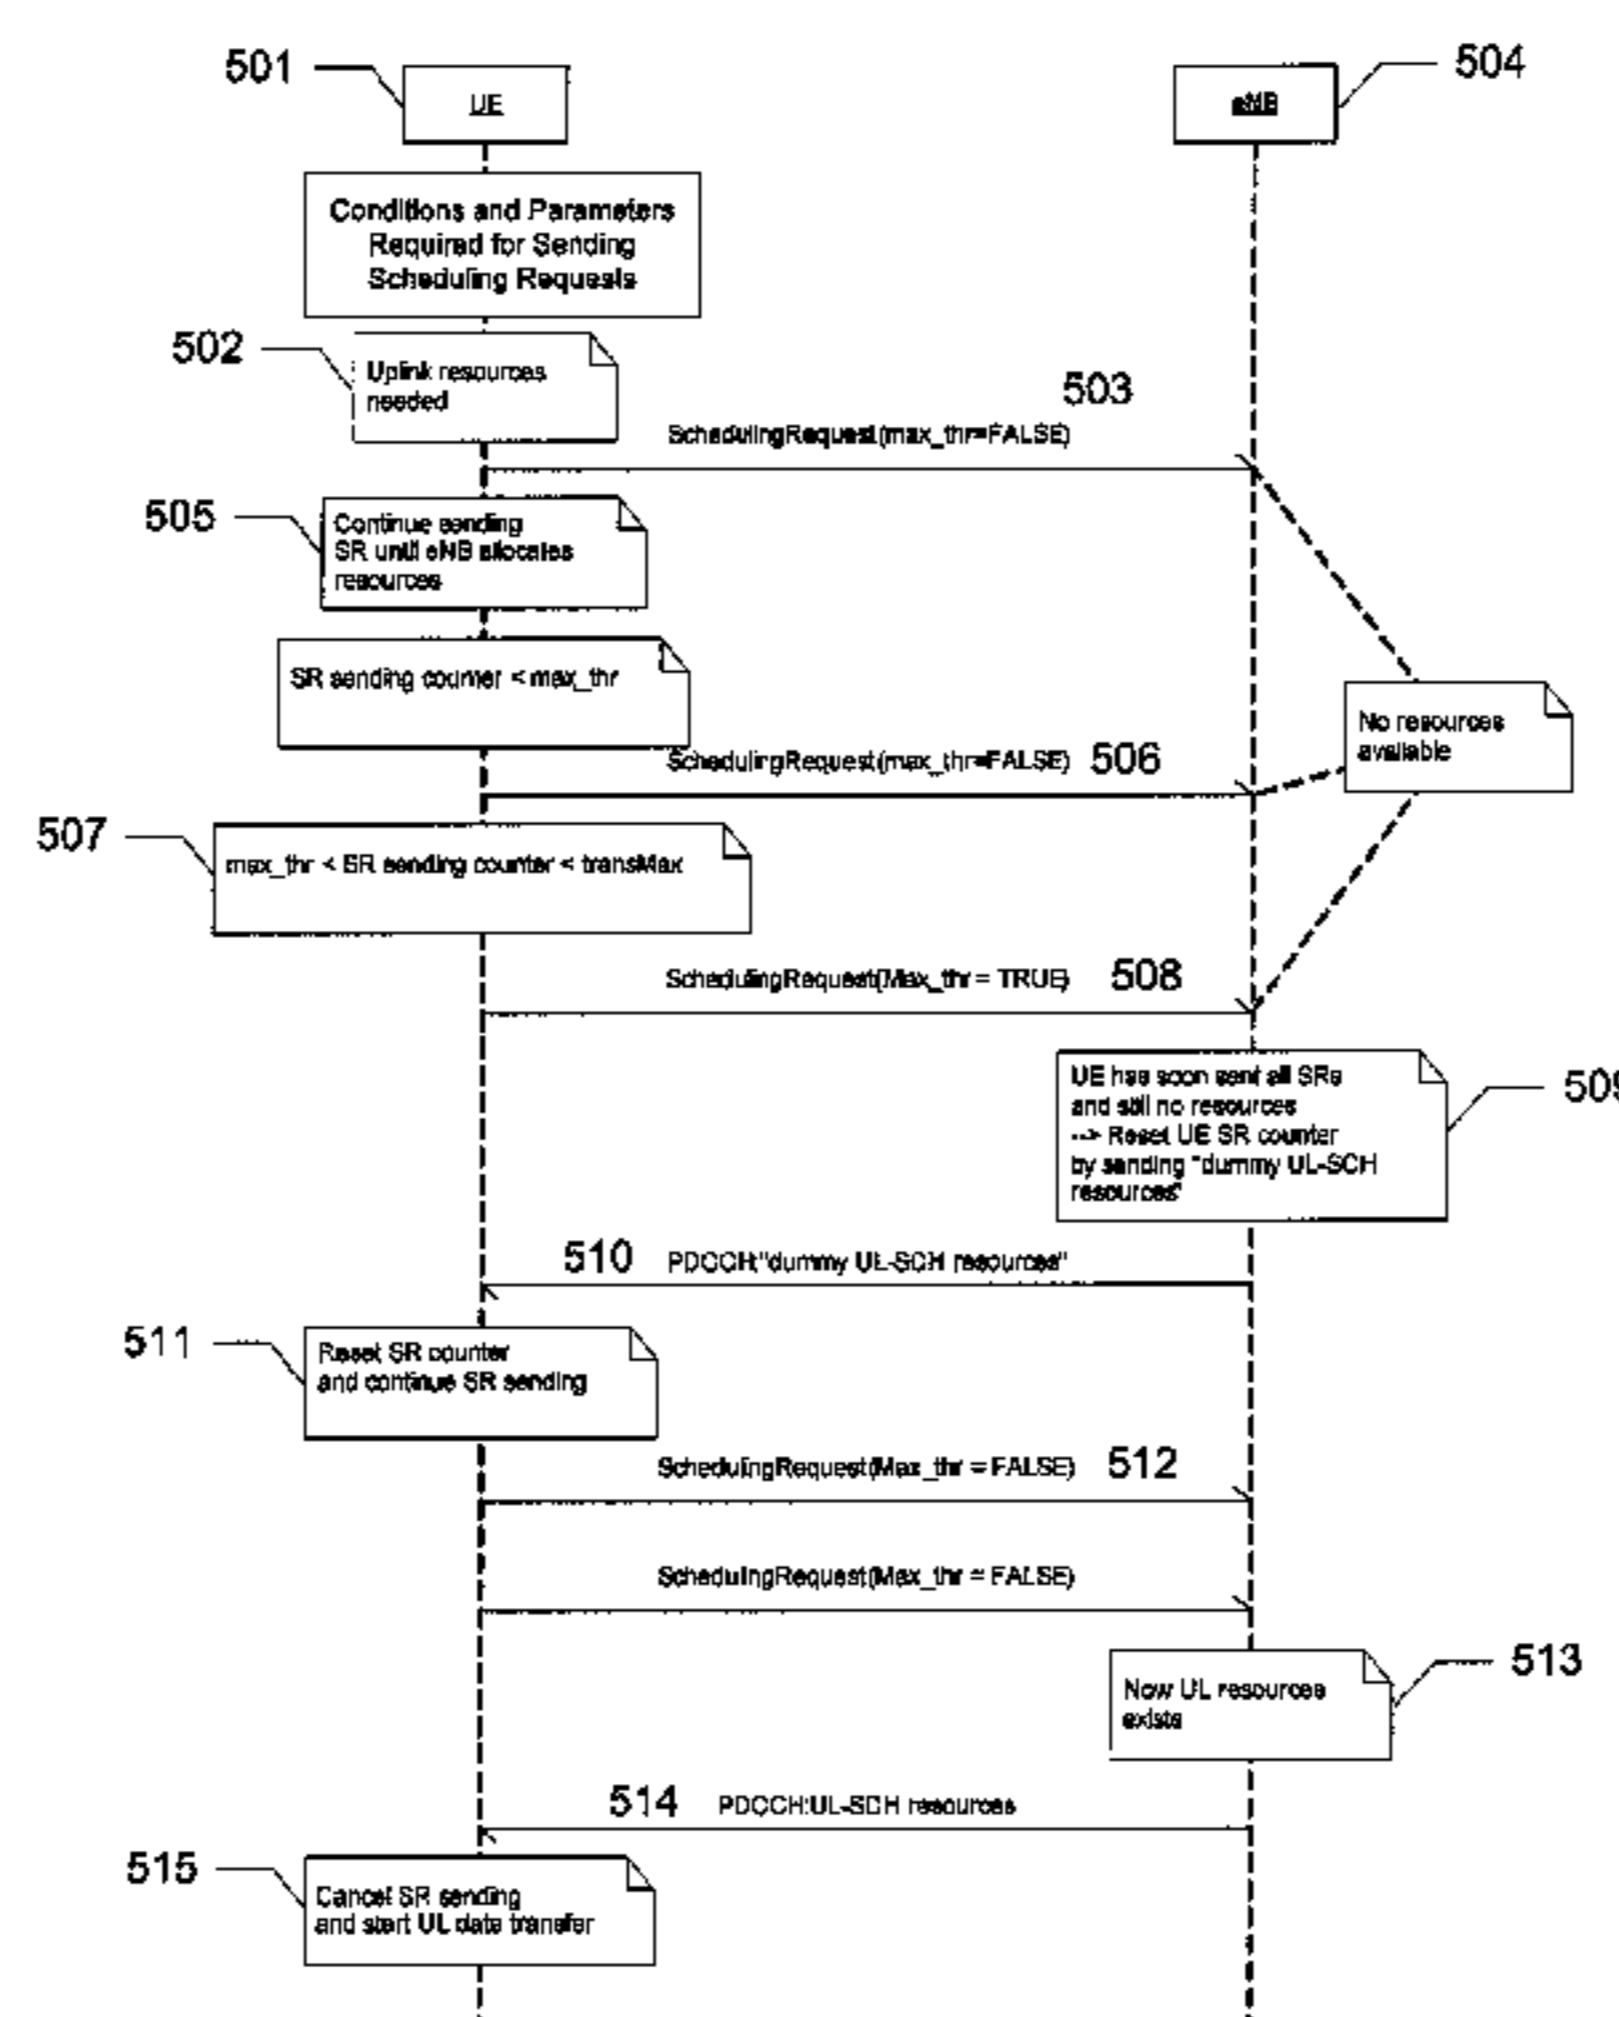 501
UE
504
eNB
Conditions and Parameters
Required for Sending
Scheduling Requests
502
Uplink resources
needed
503
SchedulingRequest(max_thr=FALSE)
505
Continue sending
SR until eNB allocates
resources
SR sending counter < max_thr
No resources
available
SchedulingRequest(max_thr=FALSE)
506
507
max_thr < SR sending counter < transMax
SchedulingRequest(Max_thr = TRUE)
508
UE has soon sent all SRs
and still no resources
--> Reset UE SR counter
by sending "dummy UL-SCH
resources"
509
510
PDCCH:"dummy UL-SCH resources"
511
Reset SR counter
and continue SR sending
SchedulingRequest(Max_thr = FALSE)
512
SchedulingRequest(Max_thr = FALSE)
513
Now UL resources
exists
514
PDCCH:UL-SCH resources
515
Cancel SR sending
and start UL data transfer